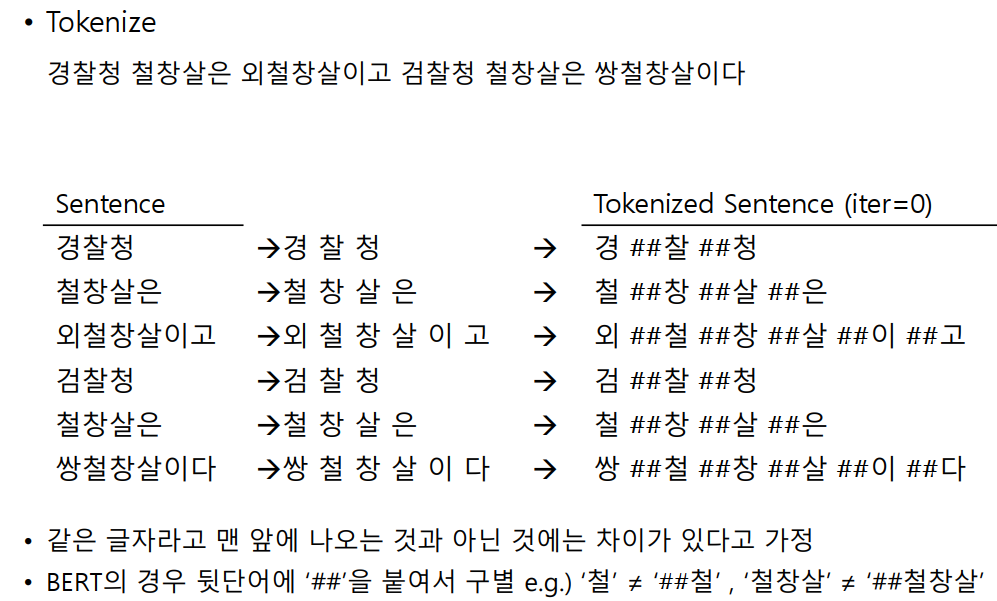 • Tokenize
경찰청 철창살은 외철창살이고 검찰청 철창살은 쌍철창살이다
Sentence Tokenized Sentence (iter=0)
경찰청 →경 찰 청 → 경 ##찰 ##청
철창살은 →철 창 살 은 → 철 ##창 ##살 ##은
외철창살이고 →외 철 창 살 이 고 → 외 ##철 ##창 ##살 ##이 ##고
검찰청 →검 찰 청 → 검 ##찰 ##청
철창살은 →철 창 살 은 → 철 ##창 ##살 ##은
쌍철창살이다 →쌍 철 창 살 이 다 → 쌍 ##철 ##창 ##살 ##이 ##다
• 같은 글자라고 맨 앞에 나오는 것과 아닌 것에는 차이가 있다고 가정
• BERT의 경우 뒷단어에 ‘##’을 붙여서 구별 e.g.) ‘철’ ≠ ‘##철’ , ‘철창살’ ≠ ‘##철창살’